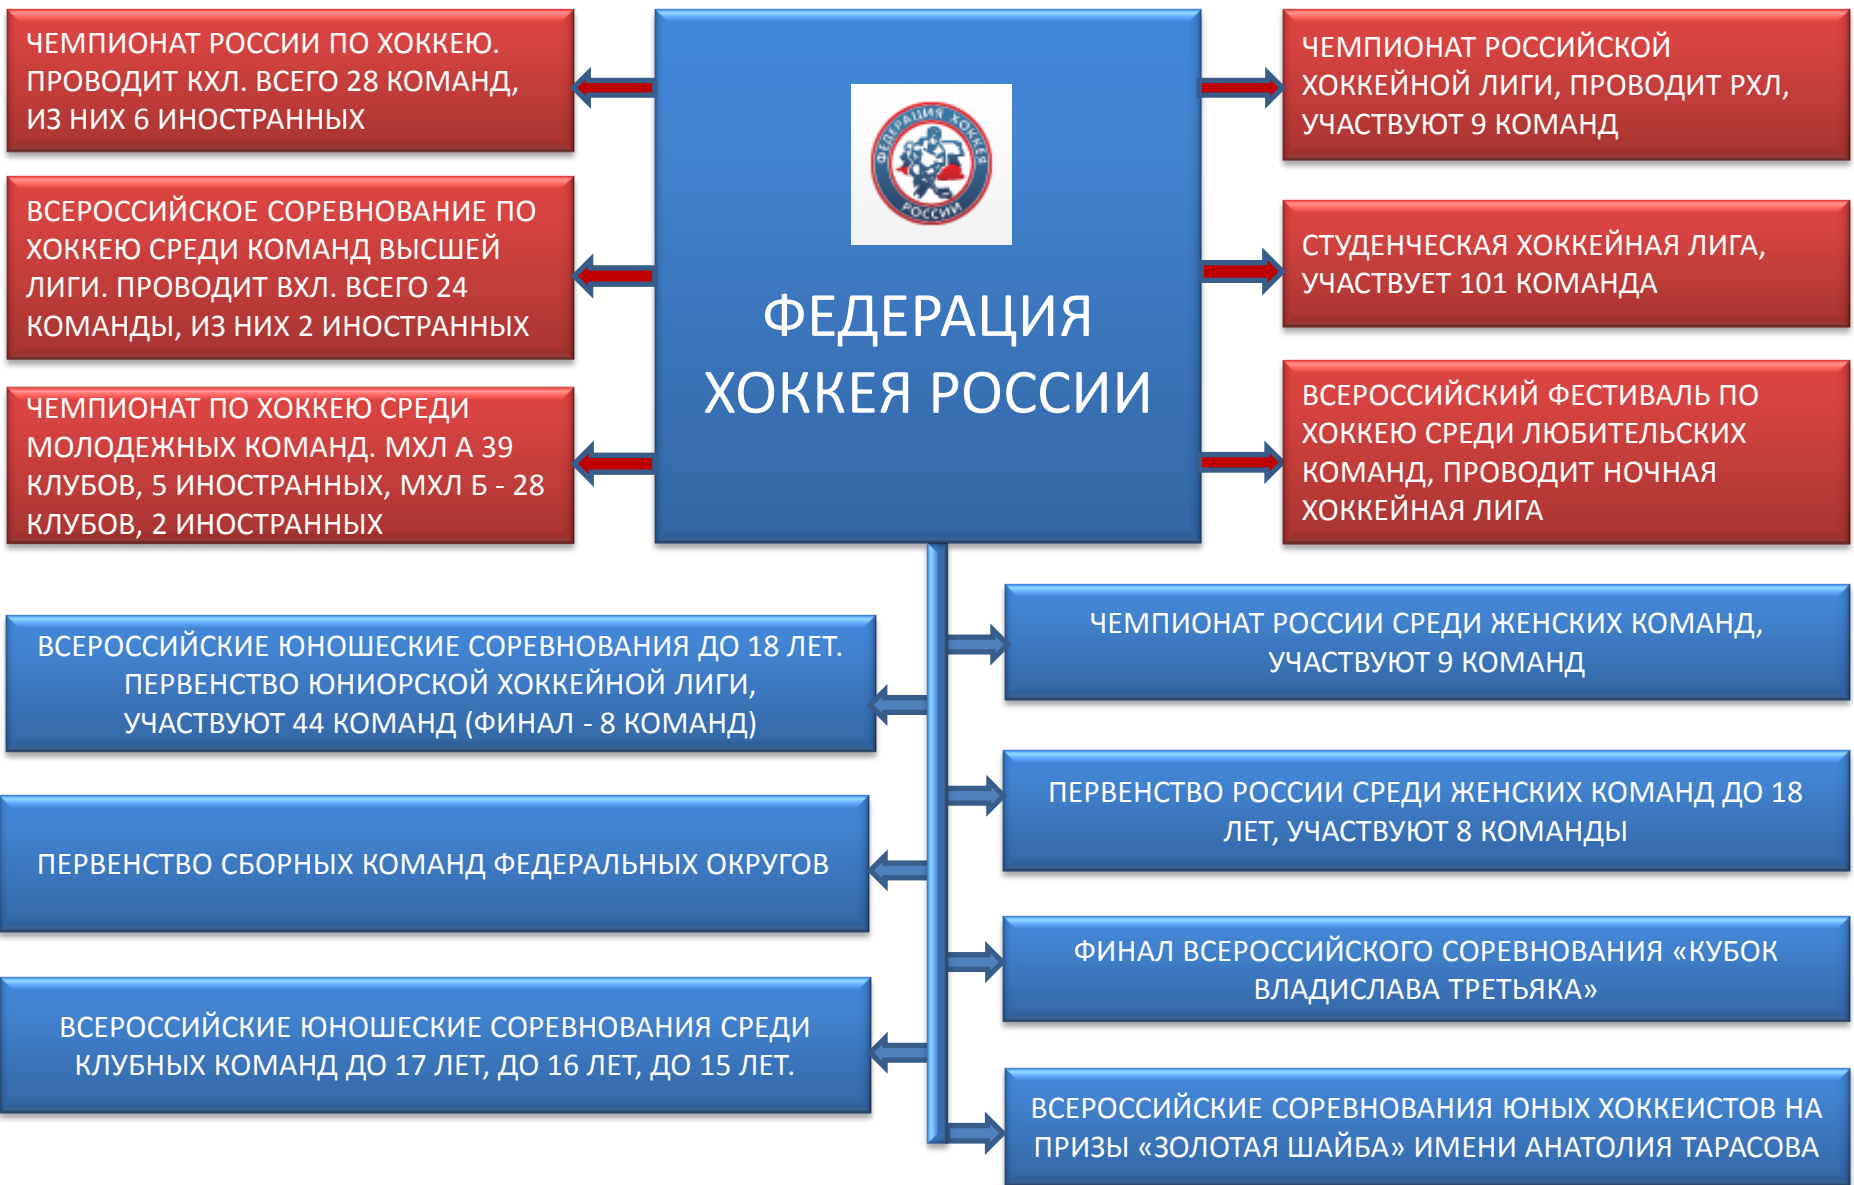 ЧЕМПИОНАТ РОССИИ ПО ХОККЕЮ.
ПРОВОДИТ КХЛ. ВСЕГО 28 КОМАНД,
ИЗ НИХ 6 ИНОСТРАННЫХ
ВСЕРОССИЙСКОЕ СОРЕВНОВАНИЕ ПО
ХОККЕЮ СРЕДИ КОМАНД ВЫСШЕЙ
ЛИГИ. ПРОВОДИТ ВХЛ. ВСЕГО 24
КОМАНДЫ, ИЗ НИХ 2 ИНОСТРАННЫХ
ЧЕМПИОНАТ ПО ХОККЕЮ СРЕДИ
МОЛОДЕЖНЫХ КОМАНД. МХЛ А 39
КЛУБОВ, 5 ИНОСТРАННЫХ, МХЛ Б - 28
КЛУБОВ, 2 ИНОСТРАННЫХ
ФЕДЕРАЦИЯ ХОККЕЯ
РОССИИ
ФЕДЕРАЦИЯ
ХОККЕЯ РОССИИ
ЧЕМПИОНАТ РОССИЙСКОЙ
ХОККЕЙНОЙ ЛИГИ, ПРОВОДИТ РХЛ,
УЧАСТВУЮТ 9 КОМАНД
СТУДЕНЧЕСКАЯ ХОККЕЙНАЯ ЛИГА,
УЧАСТВУЕТ 101 КОМАНДА
ВСЕРОССИЙСКИЙ ФЕСТИВАЛЬ ПО
ХОККЕЮ СРЕДИ ЛЮБИТЕЛЬСКИХ
КОМАНД, ПРОВОДИТ НОЧНАЯ
ХОККЕЙНАЯ ЛИГА
ВСЕРОССИЙСКИЕ ЮНОШЕСКИЕ СОРЕВНОВАНИЯ ДО 18 ЛЕТ.
ПЕРВЕНСТВО ЮНИОРСКОЙ ХОККЕЙНОЙ ЛИГИ,
УЧАСТВУЮТ 44 КОМАНД (ФИНАЛ - 8 КОМАНД)
ПЕРВЕНСТВО СБОРНЫХ КОМАНД ФЕДЕРАЛЬНЫХ ОКРУГОВ
ВСЕРОССИЙСКИЕ ЮНОШЕСКИЕ СОРЕВНОВАНИЯ СРЕДИ
КЛУБНЫХ КОМАНД ДО 17 ЛЕТ, ДО 16 ЛЕТ, ДО 15 ЛЕТ.
ЧЕМПИОНАТ РОССИИ СРЕДИ ЖЕНСКИХ КОМАНД,
УЧАСТВУЮТ 9 КОМАНД
ПЕРВЕНСТВО РОССИИ СРЕДИ ЖЕНСКИХ КОМАНД ДО 18
ЛЕТ, УЧАСТВУЮТ 8 КОМАНДЫ
ФИНАЛ ВСЕРОССИЙСКОГО СОРЕВНОВАНИЯ «КУБОК
ВЛАДИСЛАВА ТРЕТЬЯКА»
ВСЕРОССИЙСКИЕ СОРЕВНОВАНИЯ ЮНЫХ ХОККЕИСТОВ НА
ПРИЗЫ «ЗОЛОТАЯ ШАЙБА» ИМЕНИ АНАТОЛИЯ ТАРАСОВА